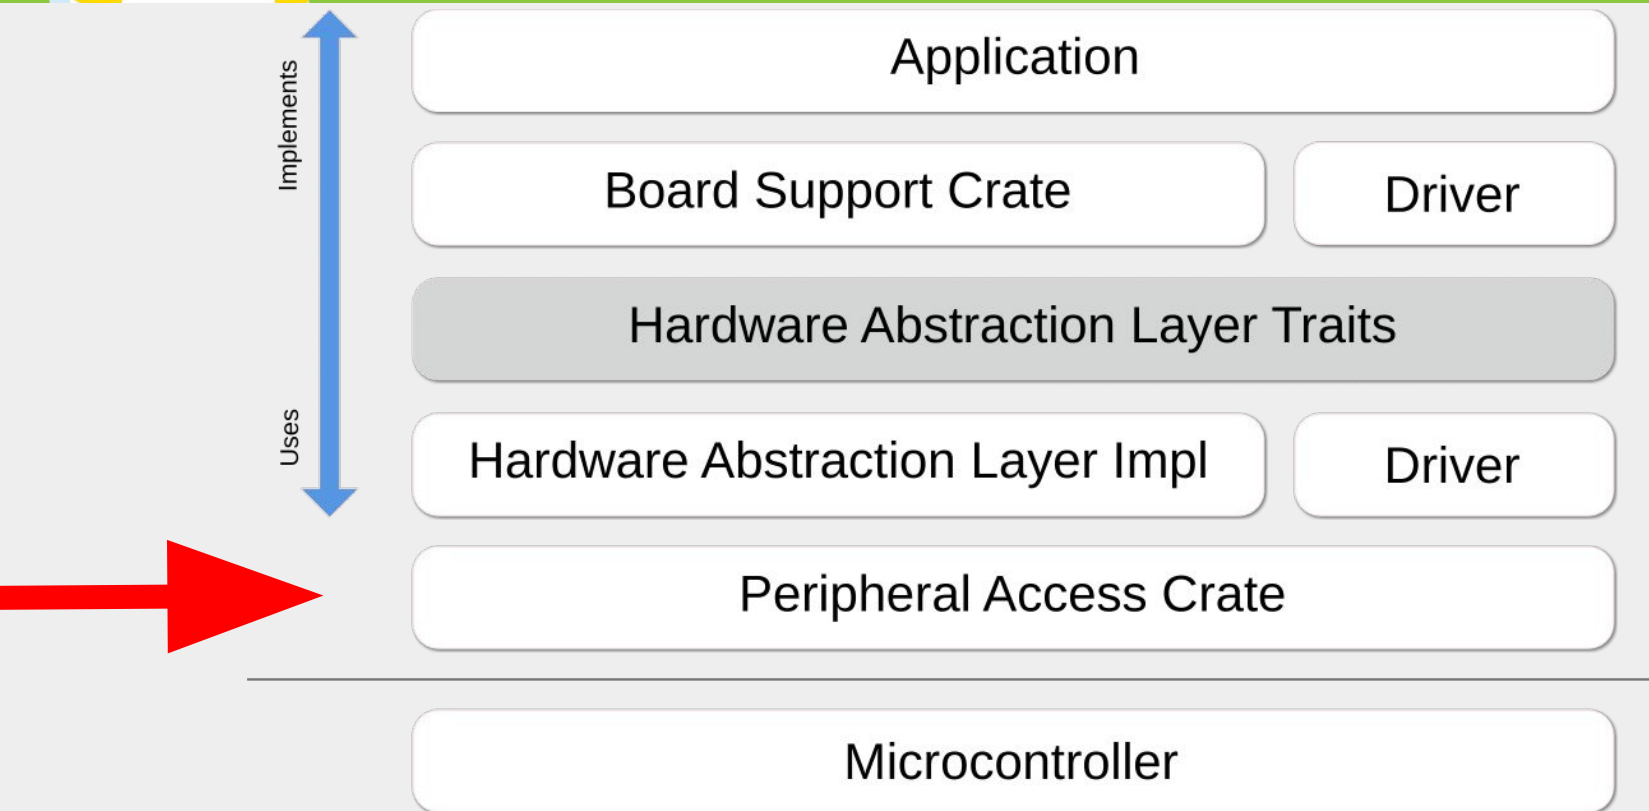 Implements
Uses
Application
Board Support Crate
Driver
Hardware Abstraction Layer Traits
Hardware Abstraction Layer Impl
Driver
Peripheral Access Crate
Microcontroller